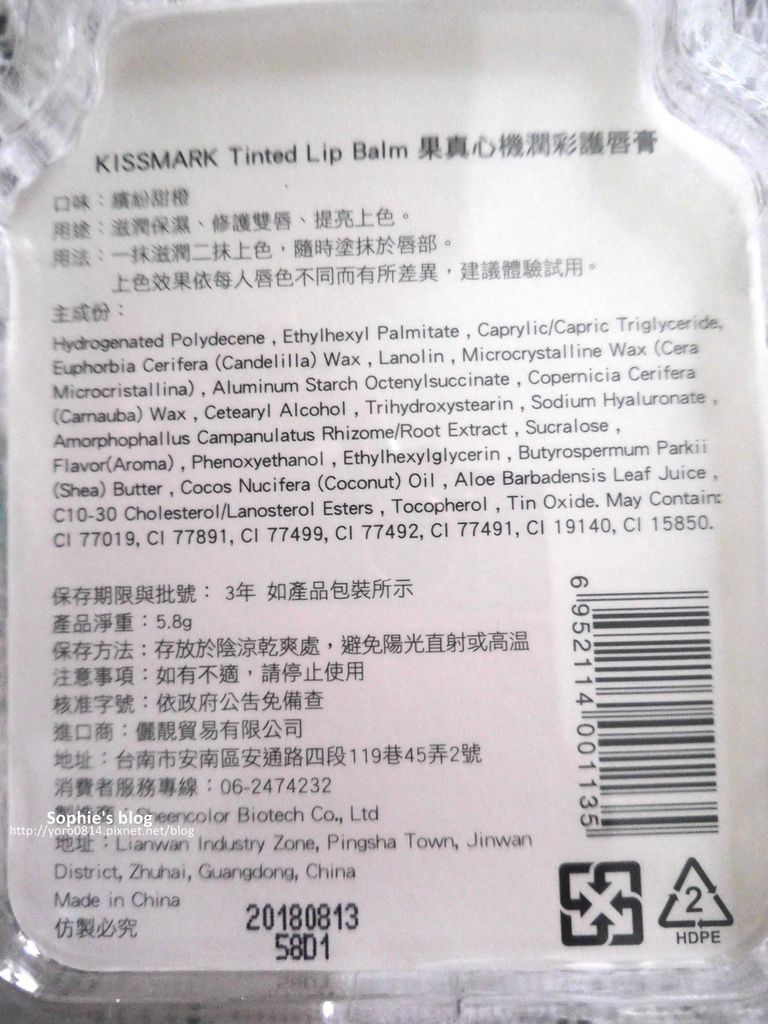 KISSMARK Tinted Lip Balm 果真心機潤彩護唇膏
口味：繽紛甜橙
用途：滋潤保濕、修護雙唇、提亮上色。
用法：一抹滋潤二抹上色，隨時塗抹於唇部。
上色效果依每人唇色不同而有所差異，建議體驗試用。
主成份：
Hydrogenated Polydecene , Ethylhexyl Palmitate , Caprylic/Capric Triglyceride,
Euphorbia Cerifera (Candelilla) Wax , Lanolin , Microcrystalline Wax (Cera
Microcristallina) , Aluminum Starch Octenylsuccinate , Copernicia Cerifera
(Carnauba) Wax , Cetearyl Alcohol , Trihydroxystearin , Sodium Hyaluronate ,
Amorphophallus Campanulatus Rhizome/Root Extract , Sucralose ,
Flavor(Aroma) , Phenoxyethanol , Ethylhexylglycerin , Butyrospermum Parkii
(Shea) Butter , Cocos Nucifera (Coconut) Oil , Aloe Barbadensis Leaf Juice ,
C10-30 Cholesterol/Lanosterol Esters , Tocopherol , Tin Oxide. May Contain:
CI 77019, CI 77891, CI 77499, CI 77492, CI 77491, CI 19140, CI 15850.
保存期限與批號： 3年 如產品包裝所示
產品淨重：5.8g
保存方法：存放於陰涼乾爽處，避免陽光直射或高温
注意事項：如有不適，請停止使用
核准字號：依政府公告免備查
進口商：儷靚貿易有限公司
地址：台南市安南區安通路四段119巷45弄2號
消費者服務專線：06-2474232
Sheencolor Biotech Co., Ltd
Sophie's blog
http://yoro0814.pixnet.net/blog
地址：Lianwan Industry Zone, Pingsha Town, Jinwan
District, Zhuhai, Guangdong, China
Made in China
仿製必究
20180813
58D1
6952114001135
2
HDPE